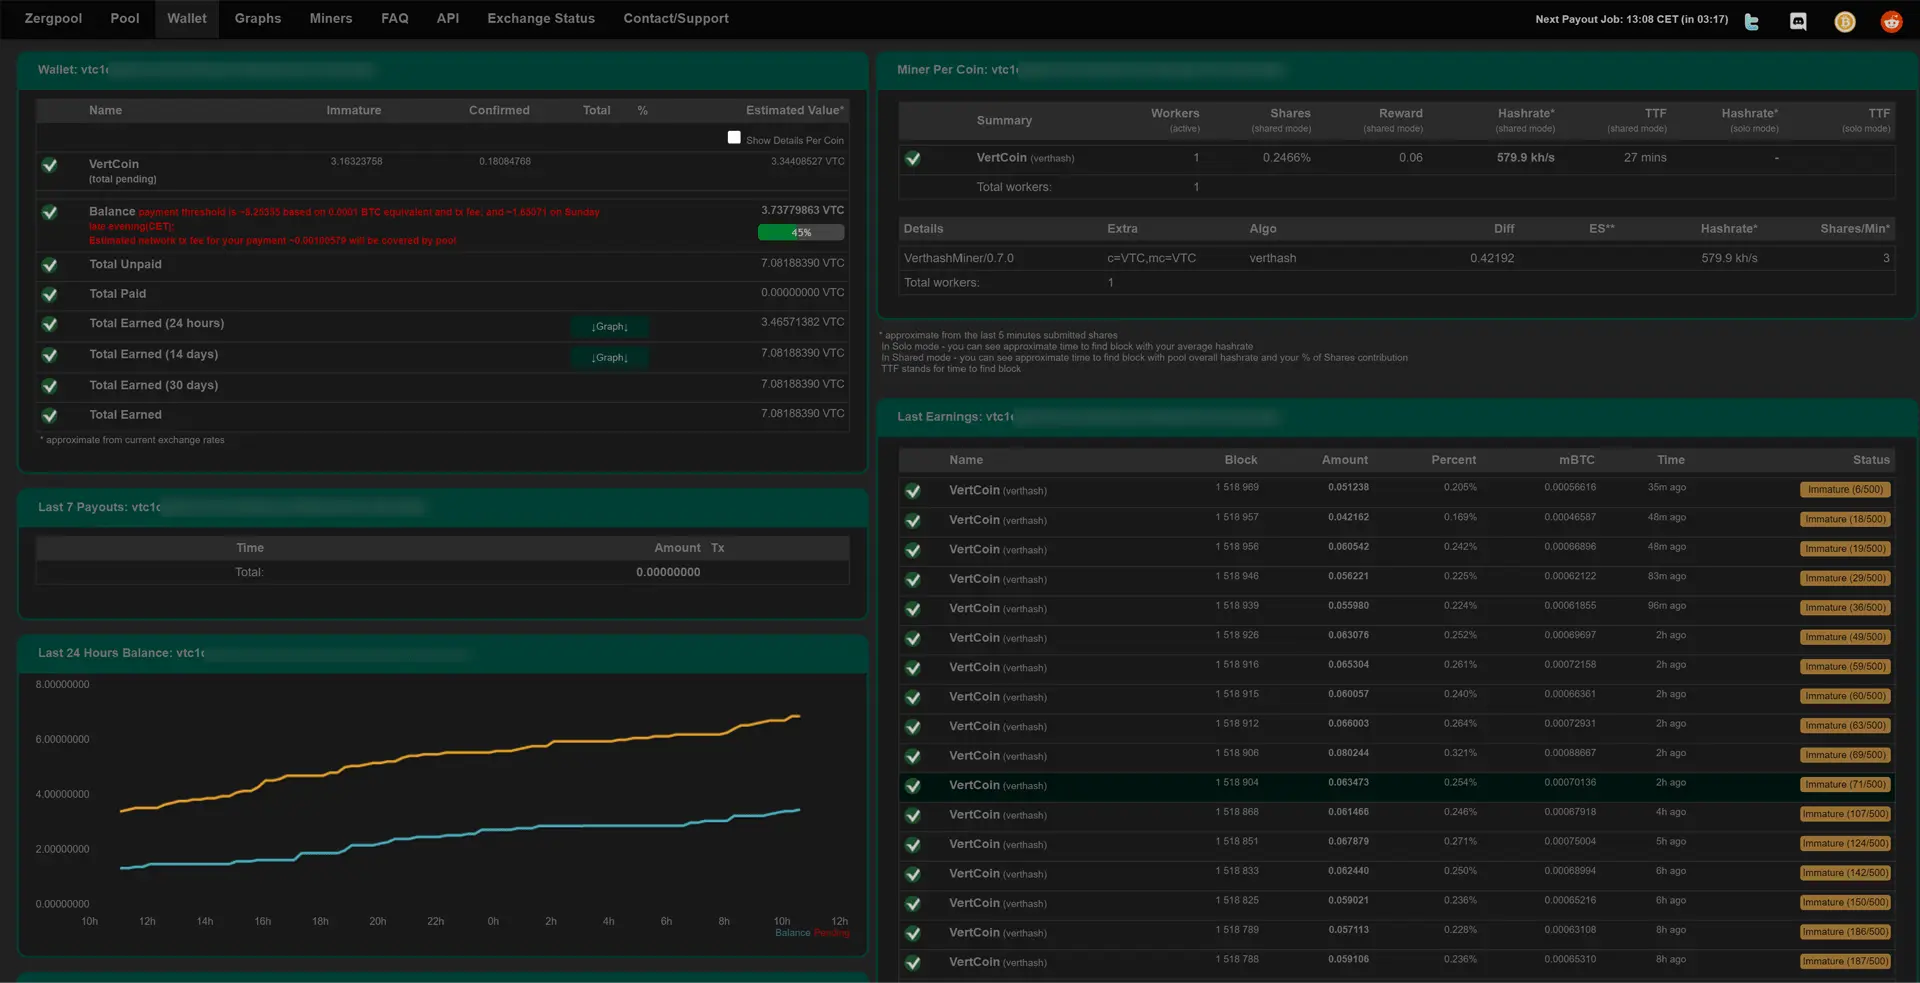 Zergpool Pool Wallet Graphs Miners FAQ API Exchange Status Contact/Support Next Payout Job: 13:08 CET (in 03:17)
Wallet: vtc1
Name Immature Confirmed Total % Estimated Value*
Show Details Per Coin
VertCoin 3.16323758 0.18084768 3.34408527 VTC
(total pending)
Balance payment threshold is ~8.25335 based on 0.0001 BTC equivalent and tx fee; and ~1.65071 on Sunday 3.73779863 VTC
late evening(CET);
45%
Estimated network tx fee for your payment ~0.00100579 will be covered by pool
Total Unpaid 7.08188390 VTC
Total Paid 0.00000000 VTC
Total Earned (24 hours) ↓Graph↓ 3.46571382 VTC
Total Earned (14 days) ↓Graph↓ 7.08188390 VTC
Total Earned (30 days) 7.08188390 VTC
Total Earned 7.08188390 VTC
* approximate from current exchange rates
Last 7 Payouts: vtc1
Time Amount Tx
Total: 0.00000000
Last 24 Hours Balance: vtc1
8.00000000
6.00000000
4.00000000
2.00000000
0.00000000
10h 12h 14h 16h 18h 20h 22h 0h 2h 4h 6h 8h 10h 12h
Balance Pending
Miner Per Coin: vtc1
Summary Workers Shares Reward Hashrate* TTF Hashrate* TTF
(active) (shared mode) (shared mode) (shared mode) (shared mode) (solo mode) (solo mode)
VertCoin (verthash) 1 0.2466% 0.06 579.9 kh/s 27 mins -
Total workers: 1
Details Extra Algo Diff ES** Hashrate* Shares/Min*
VerthashMiner/0.7.0 c=VTC,mc=VTC verthash 0.42192 579.9 kh/s 3
Total workers: 1
* approximate from the last 5 minutes submitted shares
In Solo mode - you can see approximate time to find block with your average hashrate
In Shared mode - you can see approximate time to find block with pool overall hashrate and your % of Shares contribution
TTF stands for time to find block
Last Earnings: vtc1
Name Block Amount Percent mBTC Time Status
VertCoin (verthash) 1 518 969 0.051238 0.205% 0.00056616 35m ago Immature (6/500)
VertCoin (verthash) 1 518 957 0.042162 0.169% 0.00046587 48m ago Immature (18/500)
VertCoin (verthash) 1 518 956 0.060542 0.242% 0.00066896 48m ago Immature (19/500)
VertCoin (verthash) 1 518 946 0.056221 0.225% 0.00062122 83m ago Immature (29/500)
VertCoin (verthash) 1 518 939 0.055980 0.224% 0.00061855 96m ago Immature (36/500)
VertCoin (verthash) 1 518 926 0.063076 0.252% 0.00069697 2h ago Immature (49/500)
VertCoin (verthash) 1 518 916 0.065304 0.261% 0.00072158 2h ago Immature (59/500)
VertCoin (verthash) 1 518 915 0.060057 0.240% 0.00066361 2h ago Immature (60/500)
VertCoin (verthash) 1 518 912 0.066003 0.264% 0.00072931 2h ago Immature (63/500)
VertCoin (verthash) 1 518 906 0.080244 0.321% 0.00088667 2h ago Immature (69/500)
VertCoin (verthash) 1 518 904 0.063473 0.254% 0.00070136 2h ago Immature (71/500)
VertCoin (verthash) 1 518 868 0.061466 0.246% 0.00067918 4h ago Immature (107/500)
VertCoin (verthash) 1 518 851 0.067879 0.271% 0.00075004 5h ago Immature (124/500)
VertCoin (verthash) 1 518 833 0.062440 0.250% 0.00068994 6h ago Immature (142/500)
VertCoin (verthash) 1 518 825 0.059021 0.236% 0.00065216 6h ago Immature (150/500)
VertCoin (verthash) 1 518 789 0.057113 0.228% 0.00063108 8h ago Immature (186/500)
VertCoin (verthash) 1 518 788 0.059106 0.236% 0.00065310 8h ago Immature (187/500)